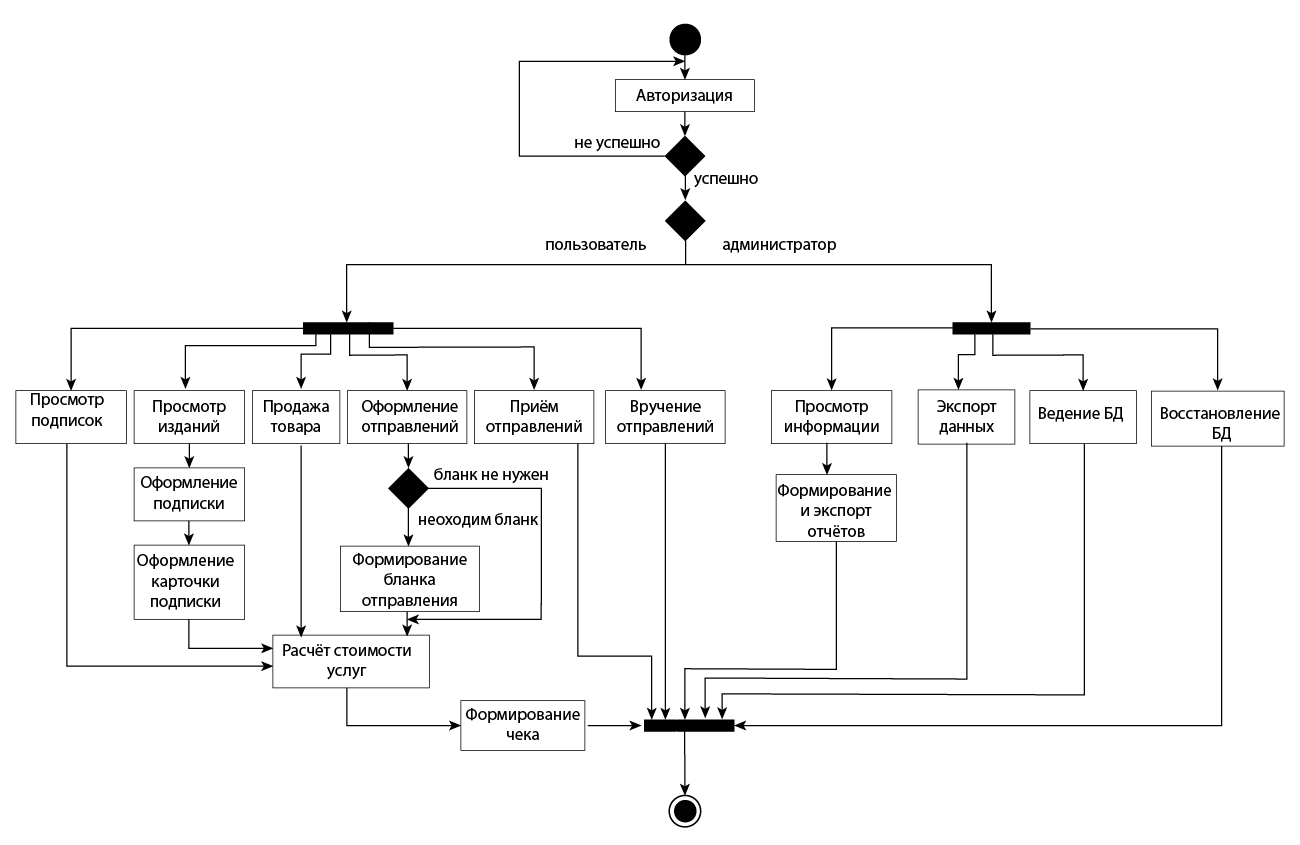 Авторизация
не успешно
успешно
пользователь
администратор
Просмотр
подписок
Просмотр
изданий
Продажа
товара
Оформление
отправлений
Приём
отправлений
Вручение
отправлений
Просмотр
информации
Экспорт
данных
Ведение БД
Восстановление
БД
Оформление
подписки
бланк не нужен
неоходим бланк
Формирование
и экспорт
отчётов
Оформление
карточки
подписки
Формирование
бланка
отправления
Расчёт стоимости
услуг
Формирование
чека